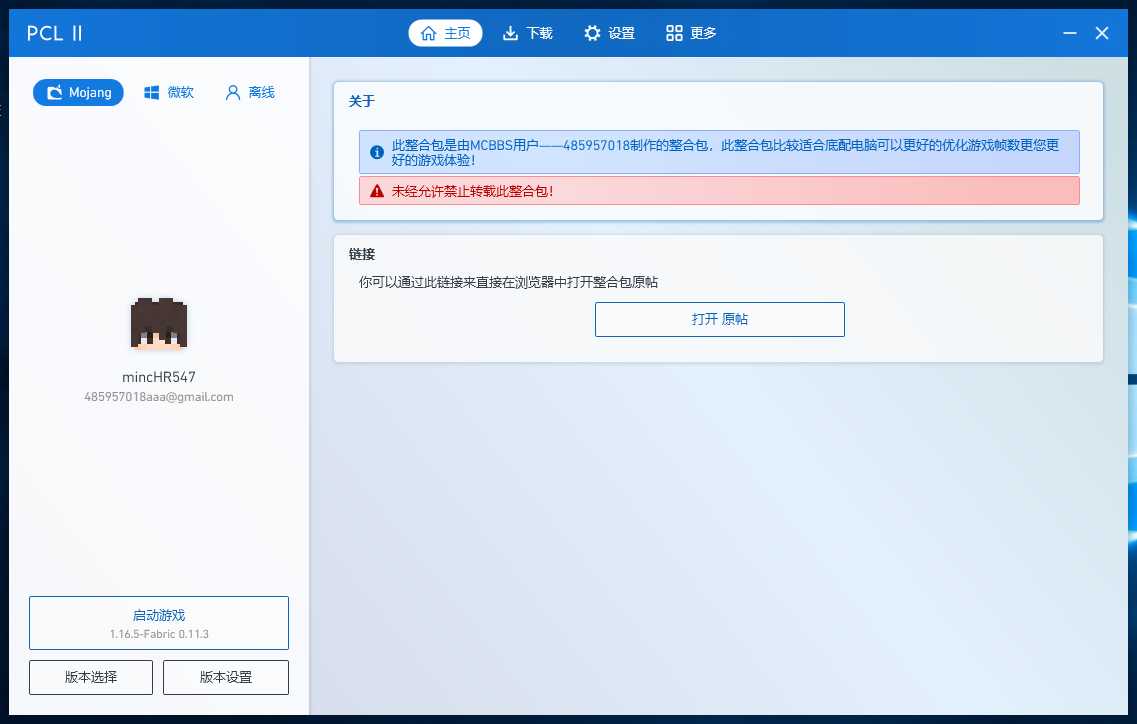 PCL II
主页
下载
设置
更多
Mojang
微软
离线
mincHR547
485957018aaa@gmail.com
启动游戏
1.16.5-Fabric 0.11.3
版本选择
版本设置
关于
此整合包是由MCBBS用户——485957018制作的整合包，此整合包比较适合底配电脑可以更好的优化游戏帧数更您更
好的游戏体验！
未经允许禁止转载此整合包！
链接
你可以通过此链接来直接在浏览器中打开整合包原帖
打开 原帖